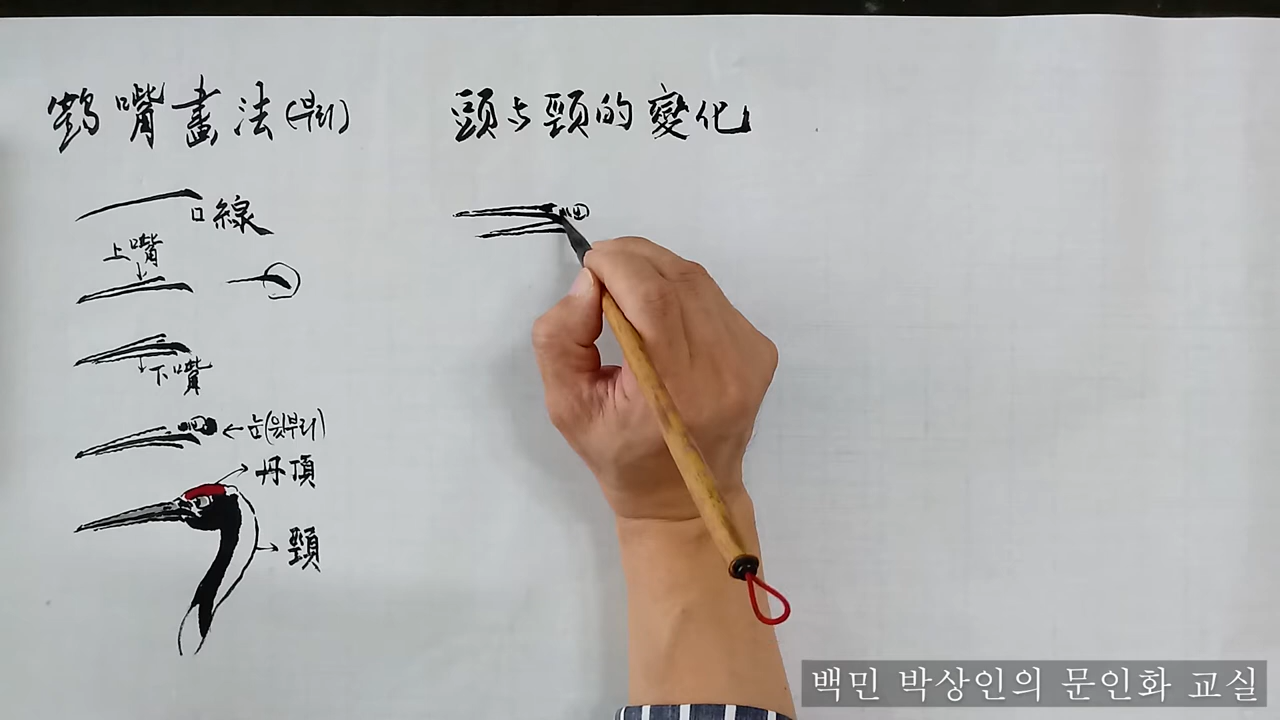 鶴嘴畫法(부리)
頭与頸的變化
口線
上嘴
下嘴
←눈(윗부리)
丹頂
頸
백민 박상인의 문인화 교실